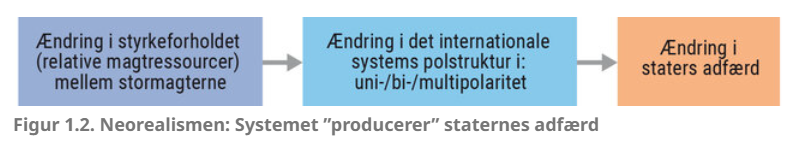 Ændring i styrkeforholdet
(relative magtressourcer)
mellem stormagterne
Ændring i det internationale
systems polstruktur i:
uni-/bi-/multipolaritet
Ændring i
staters adfærd
Figur 1.2. Neorealismen: Systemet ”producerer” staternes adfærd